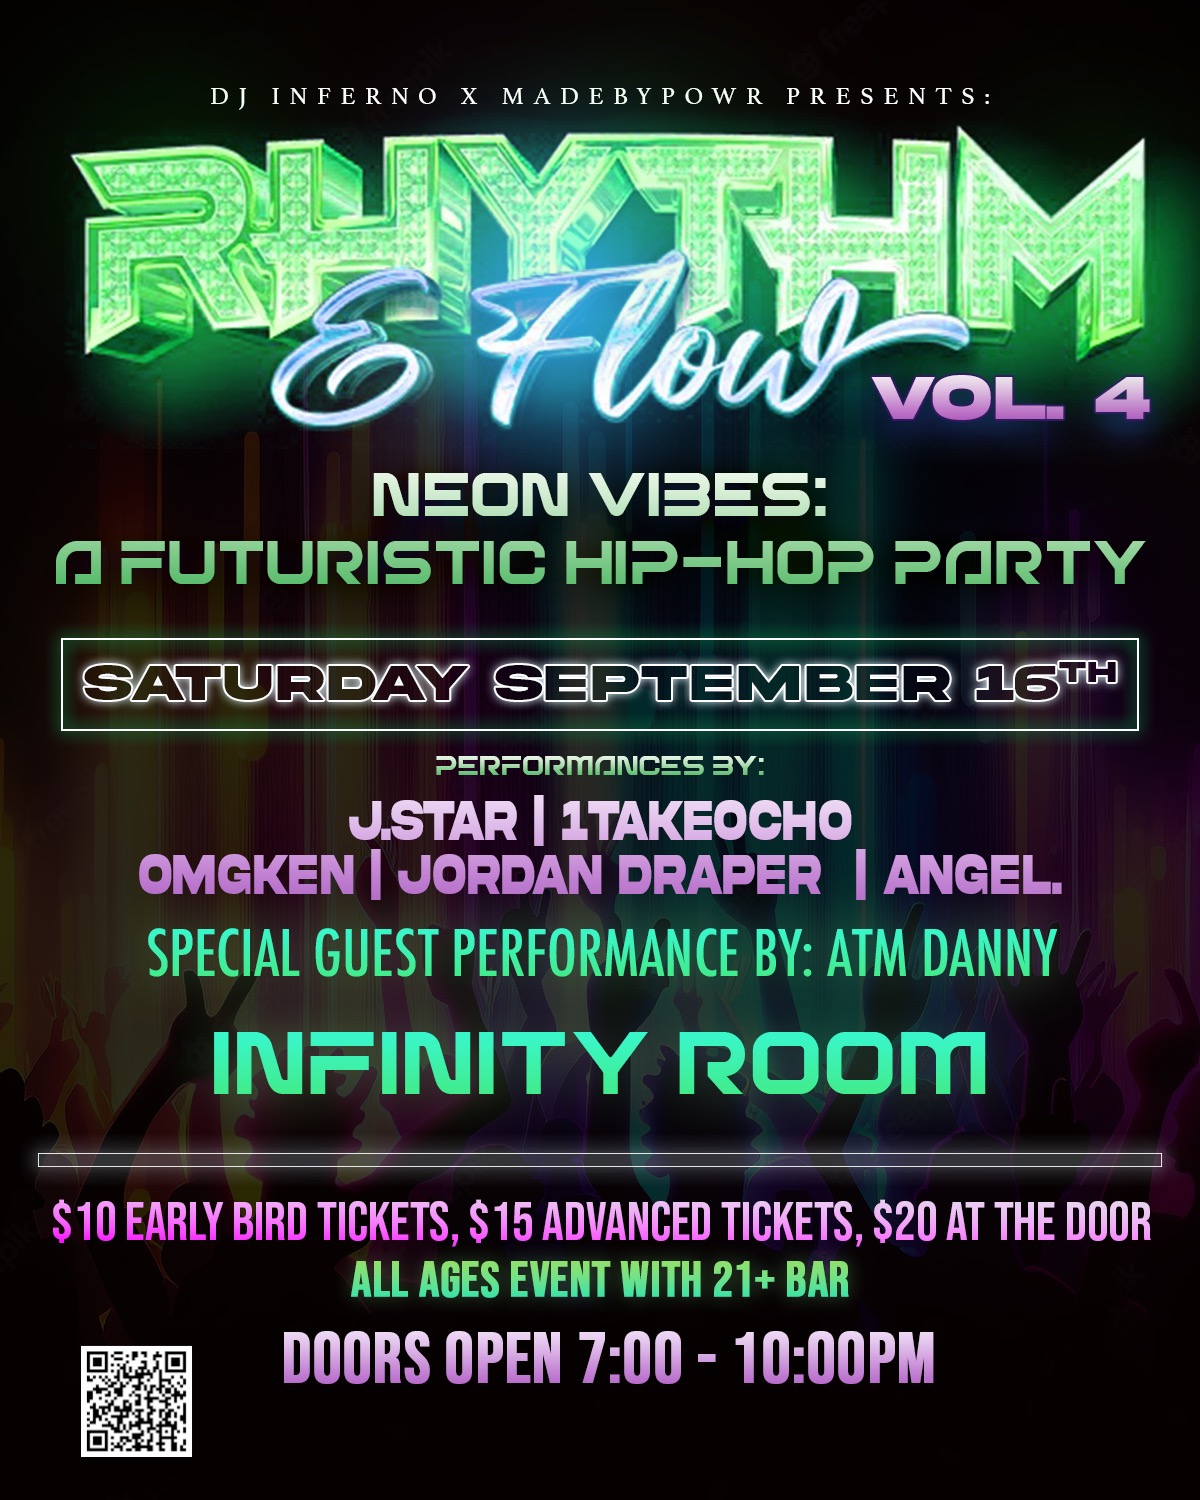 DJ INFERNO X MADEBYPOWR PRESENTS:
RHYTHM
& Flow
VOL. 4
NEON VIBES:
A FUTURISTIC HIP-HOP PARTY
SATURDAY SEPTEMBER 16TH
PERFORMANCES BY:
J.STAR | 1TAKEOCHO
OMGKEN | JORDAN DRAPER | ANGEL.
SPECIAL GUEST PERFORMANCE BY: ATM DANNY
INFINITY ROOM
$10 EARLY BIRD TICKETS, $15 ADVANCED TICKETS, $20 AT THE DOOR
ALL AGES EVENT WITH 21+ BAR
DOORS OPEN 7:00 - 10:00PM